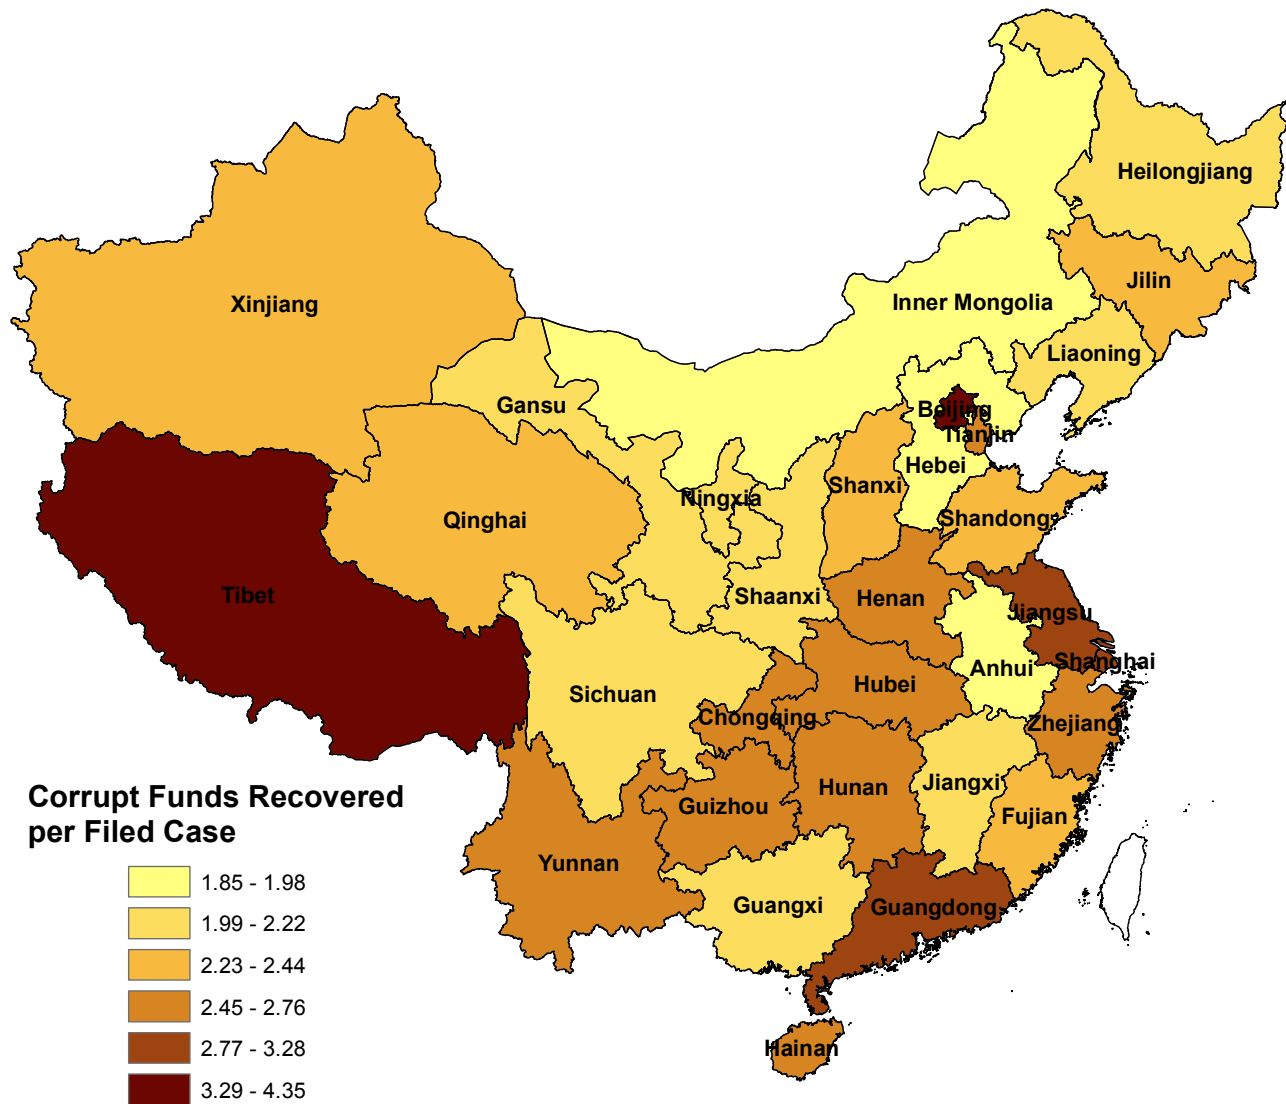 Heilongjiang
Jilin
Inner Mongolia
Xinjiang
Liaoning
Gansu
Beijing
Tianjin
Hebei
Shanxi
Ningxia
Qinghai
Shandong
Tibet
Shaanxi
Henan
Jiangsu
Shanghai
Anhui
Hubei
Sichuan
Chongqing
Zhejiang
Jiangxi
Hunan
Guizhou
Fujian
Yunnan
Guangxi
Guangdong
Hainan
Corrupt Funds Recovered
per Filed Case
1.85 - 1.98
1.99 - 2.22
2.23 - 2.44
2.45 - 2.76
2.77 - 3.28
3.29 - 4.35